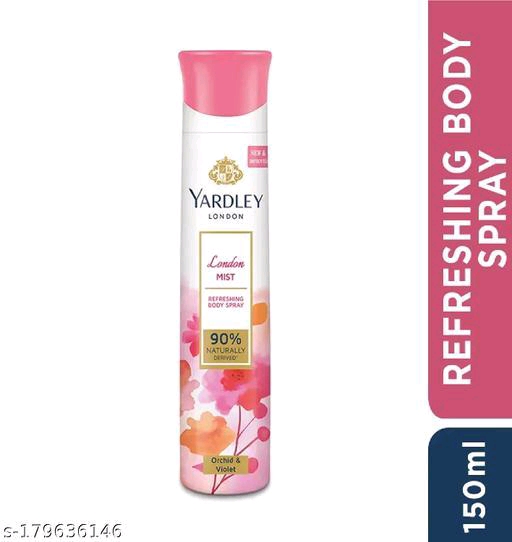 NEW &
IMPROVED
YARDLEY
LONDON
London
MIST
REFRESHING
BODY SPRAY
90%
NATURALLY
DERIVED*
Orchid &
Violet
REFRESHING BODY
SPRAY
150ml
s-179636146